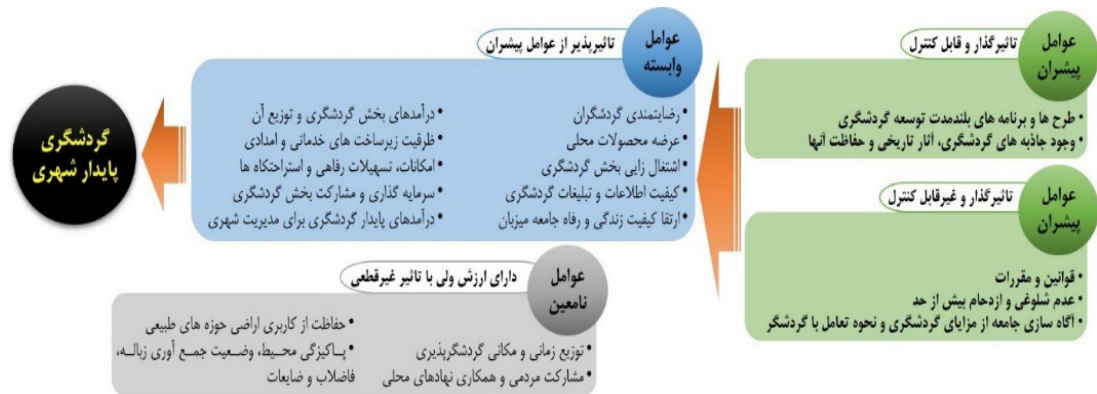 عوامل
پیشران
تاثیرگذار و قابل کنترل
• طرح ها و برنامه های بلندمدت توسعه گردشگری
• وجود جاذبه های گردشگری، آثار تاریخی و حفاظت آنها
عوامل
پیشران
تاثیرگذار و غیرقابل کنترل
• قوانین و مقررات
• عدم شلوغی و ازدحام بیش از حد
• آگاه سازی جامعه از مزایای گردشگری و نحوه تعامل با گردشگر
عوامل
وابسته
تاثیرپذیر از عوامل پیشران
• رضایتمندی گردشگران
• عرضه محصولات محلی
• اشتغال زایی بخش گردشگری
• کیفیت اطلاعات و تبلیغات گردشگری
• ارتقا کیفیت زندگی و رفاه جامعه میزبان
• درآمدهای بخش گردشگری و توزیع آن
• ظرفیت زیرساخت های خدماتی و امدادی
• امکانات، تسهیلات رفاهی و استراحتگاه ها
• سرمایه گذاری و مشارکت بخش گردشگری
• درآمدهای پایدار گردشگری برای مدیریت شهری
عوامل
نامعین
دارای ارزش ولی با تاثیر غیرقطعی
• توزیع زمانی و مکانی گردشگرپذیری
• مشارکت مردمی و همکاری نهادهای محلی
• حفاظت از کاربری اراضی حوزه های طبیعی
• پـاکیزگی محـیط، وضـعیت جمـع آوری زبالـه،
فاضلاب و ضایعات
گردشگری
پایدار شهری